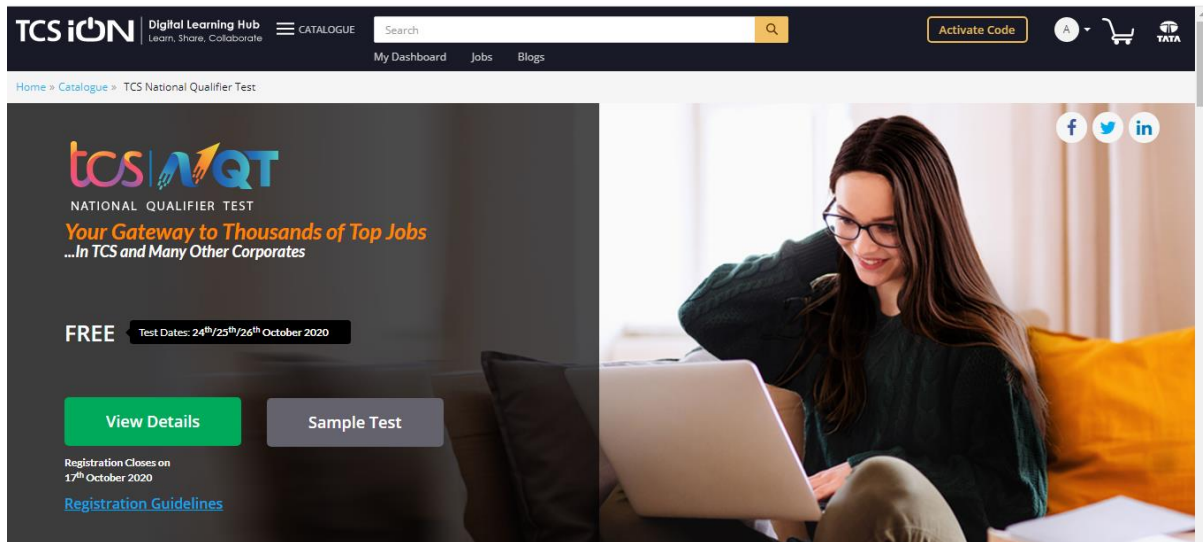 TCS iON Digital Learning Hub
Learn, Share, Collaborate
CATALOGUE
Search
Activate Code
A
TATA
My Dashboard Jobs Blogs
Home » Catalogue » TCS National Qualifier Test
tcs NQT
NATIONAL QUALIFIER TEST
Your Gateway to Thousands of Top Jobs
...In TCS and Many Other Corporates
FREE Test Dates: 24th/25th/26th October 2020
View Details Sample Test
Registration Closes on
17th October 2020
Registration Guidelines
f in